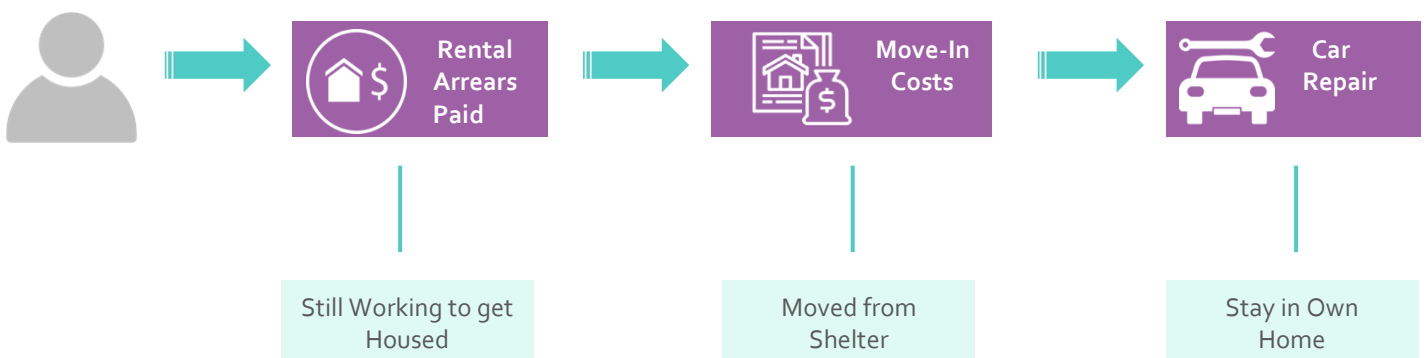 Rental
Arrears
Paid
$
Move-In
Costs
$
Car
Repair
Still Working to get
Housed
Moved from
Shelter
Stay in Own
Home